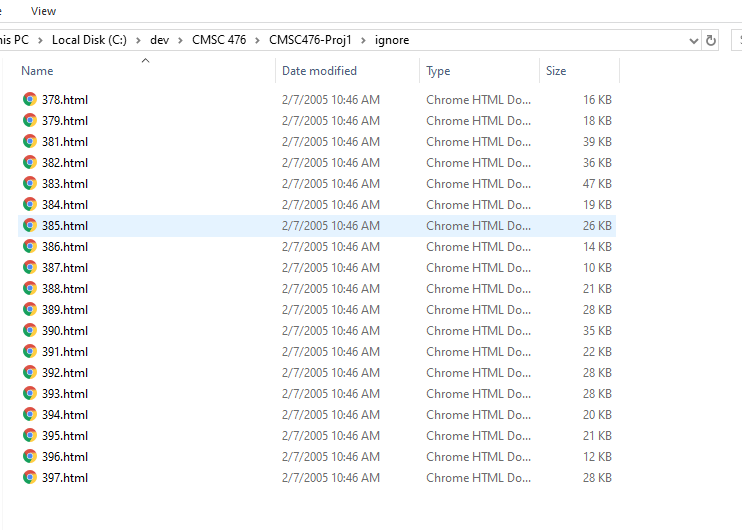 View
his PC > Local Disk (C:) > dev > CMSC 476 > CMSC476-Proj1 > ignore
Name Date modified Type Size
378.html 2/7/2005 10:46 AM Chrome HTML Do... 16 KB
379.html 2/7/2005 10:46 AM Chrome HTML Do... 18 KB
381.html 2/7/2005 10:46 AM Chrome HTML Do... 39 KB
382.html 2/7/2005 10:46 AM Chrome HTML Do... 36 KB
383.html 2/7/2005 10:46 AM Chrome HTML Do... 47 KB
384.html 2/7/2005 10:46 AM Chrome HTML Do... 19 KB
385.html 2/7/2005 10:46 AM Chrome HTML Do... 26 KB
386.html 2/7/2005 10:46 AM Chrome HTML Do... 14 KB
387.html 2/7/2005 10:46 AM Chrome HTML Do... 10 KB
388.html 2/7/2005 10:46 AM Chrome HTML Do... 21 KB
389.html 2/7/2005 10:46 AM Chrome HTML Do... 28 KB
390.html 2/7/2005 10:46 AM Chrome HTML Do... 35 KB
391.html 2/7/2005 10:46 AM Chrome HTML Do... 22 KB
392.html 2/7/2005 10:46 AM Chrome HTML Do... 28 KB
393.html 2/7/2005 10:46 AM Chrome HTML Do... 28 KB
394.html 2/7/2005 10:46 AM Chrome HTML Do... 20 KB
395.html 2/7/2005 10:46 AM Chrome HTML Do... 21 KB
396.html 2/7/2005 10:46 AM Chrome HTML Do... 12 KB
397.html 2/7/2005 10:46 AM Chrome HTML Do... 28 KB